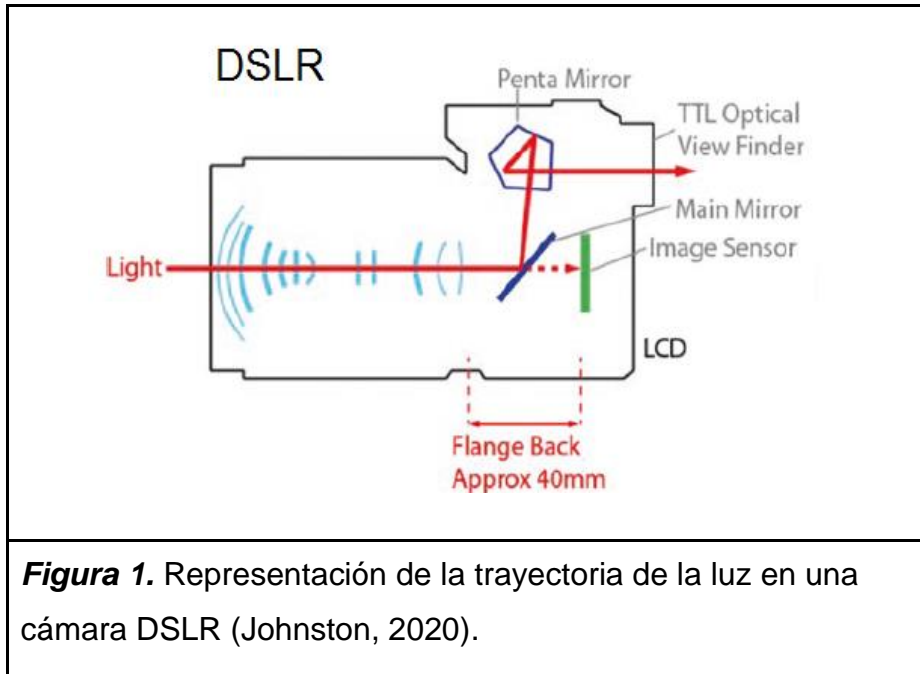 DSLR
Penta Mirror
TTL Optical
View Finder
Main Mirror
Image Sensor
Light
LCD
Flange Back
Approx 40mm
Figura 1. Representación de la trayectoria de la luz en una
cámara DSLR (Johnston, 2020).